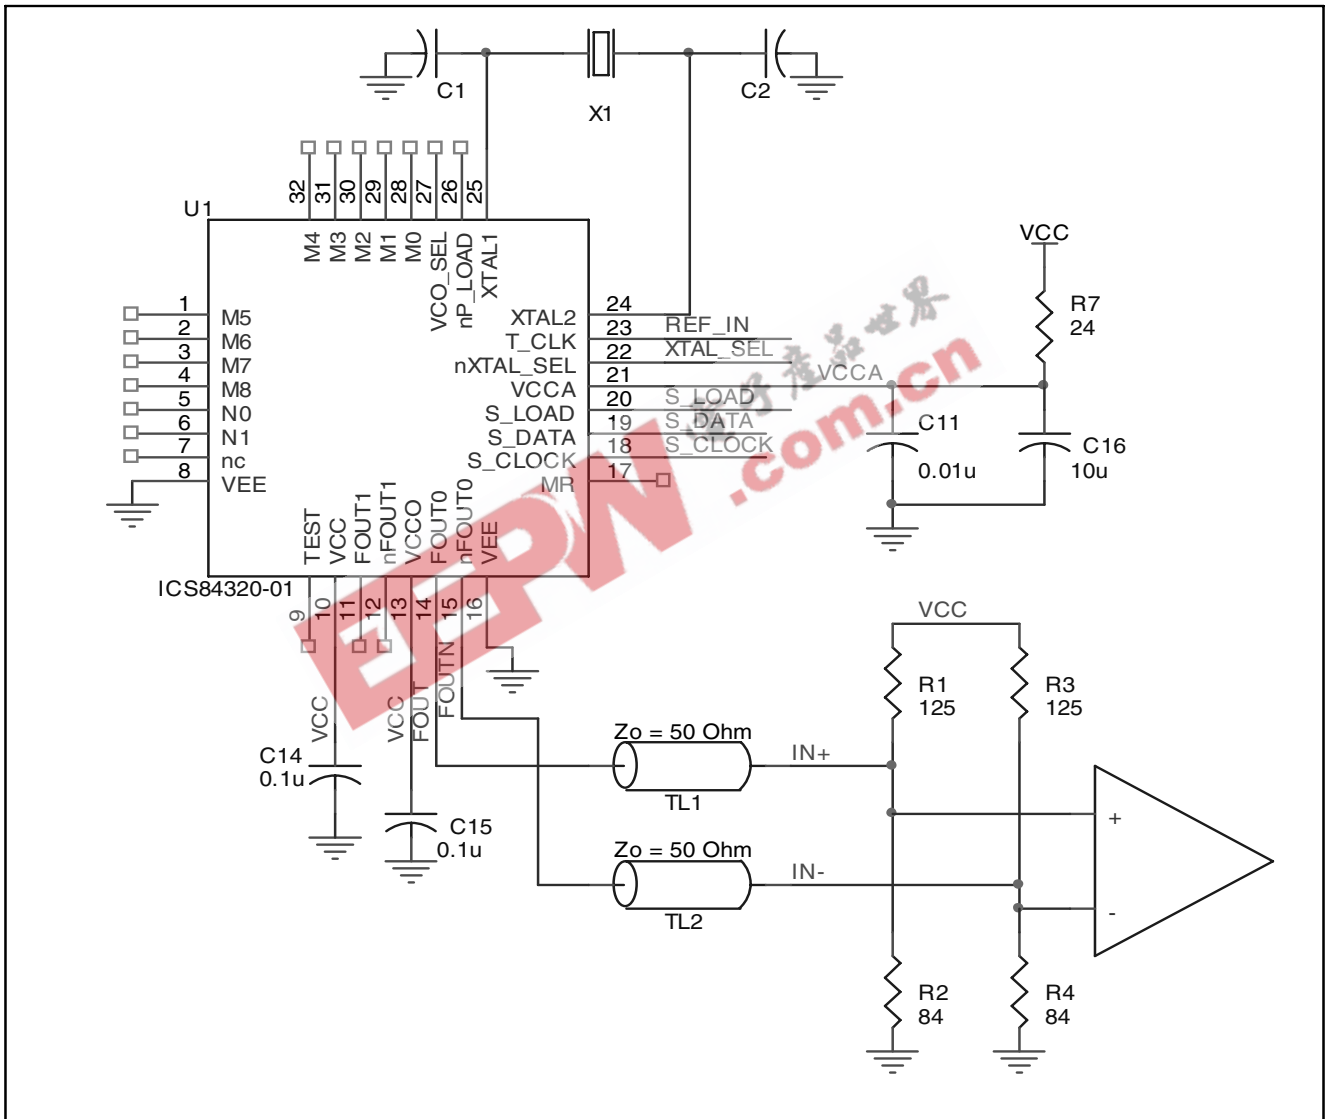 C1
X1
C2
U1
32
31
30
29
28
27
26
25
M4
M3
M2
M1
M0
VCO_SEL
nP_LOAD
XTAL1
1
2
3
4
5
6
7
8
M5
M6
M7
M8
N0
N1
nc
VEE
XTAL2
T_CLK
nXTAL_SEL
VCCA
S_LOAD
S_DATA
S_CLOCK
MR
24
23
22
21
20
19
18
17
REF_IN
XTAL_SEL
VCCA
S_LOAD
S_DATA
S_CLOCK
VCC
R7
24
C11
0.01u
C16
10u
电子产品世界
EEPW
.com.cn
TEST
VCC
FOUT1
nFOUT1
VCCO
FOUT0
nFOUT0
VEE
ICS84320-01
9
10
11
12
13
14
15
16
VCC
VCC
FOUT
FOUTN
C14
0.1u
C15
0.1u
Zo = 50 Ohm
TL1
IN+
Zo = 50 Ohm
TL2
IN-
VCC
R1
125
R3
125
+
-
R2
84
R4
84